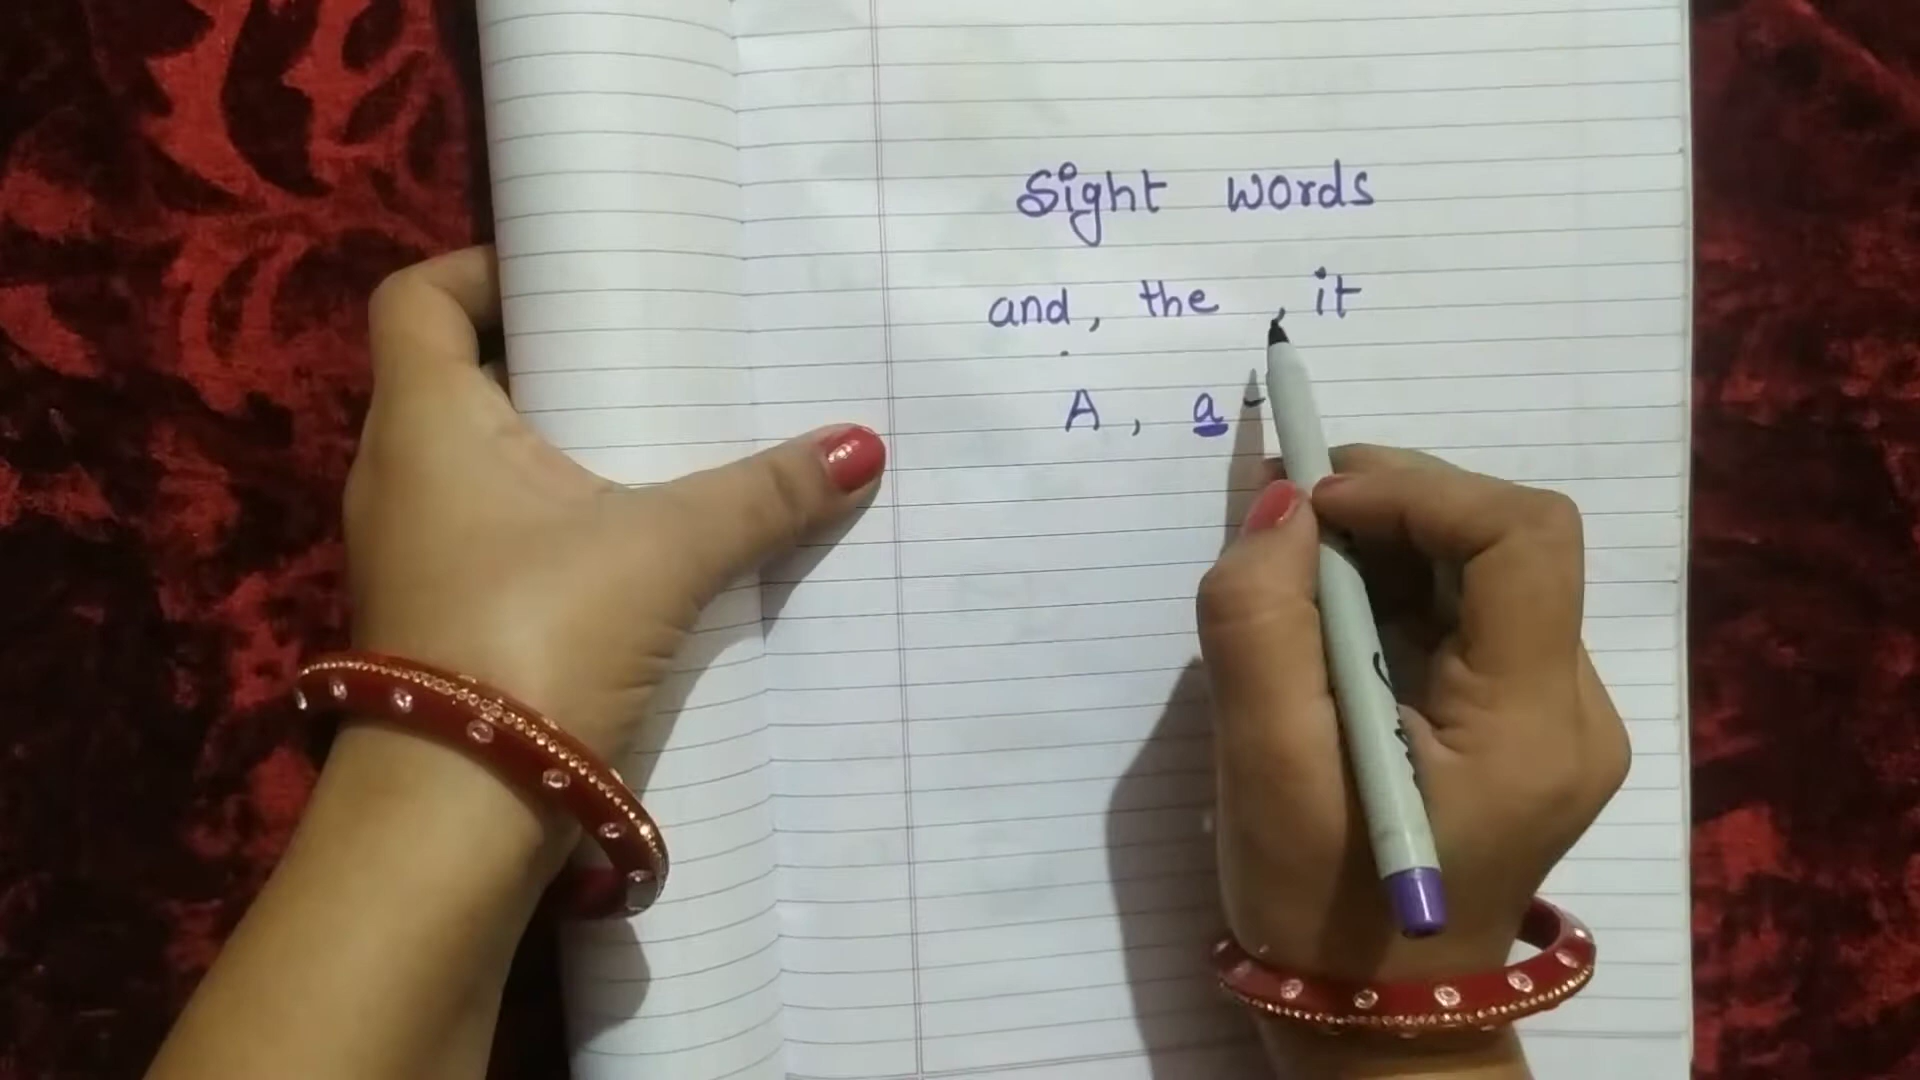 Sight words
and, the , it
A, a -